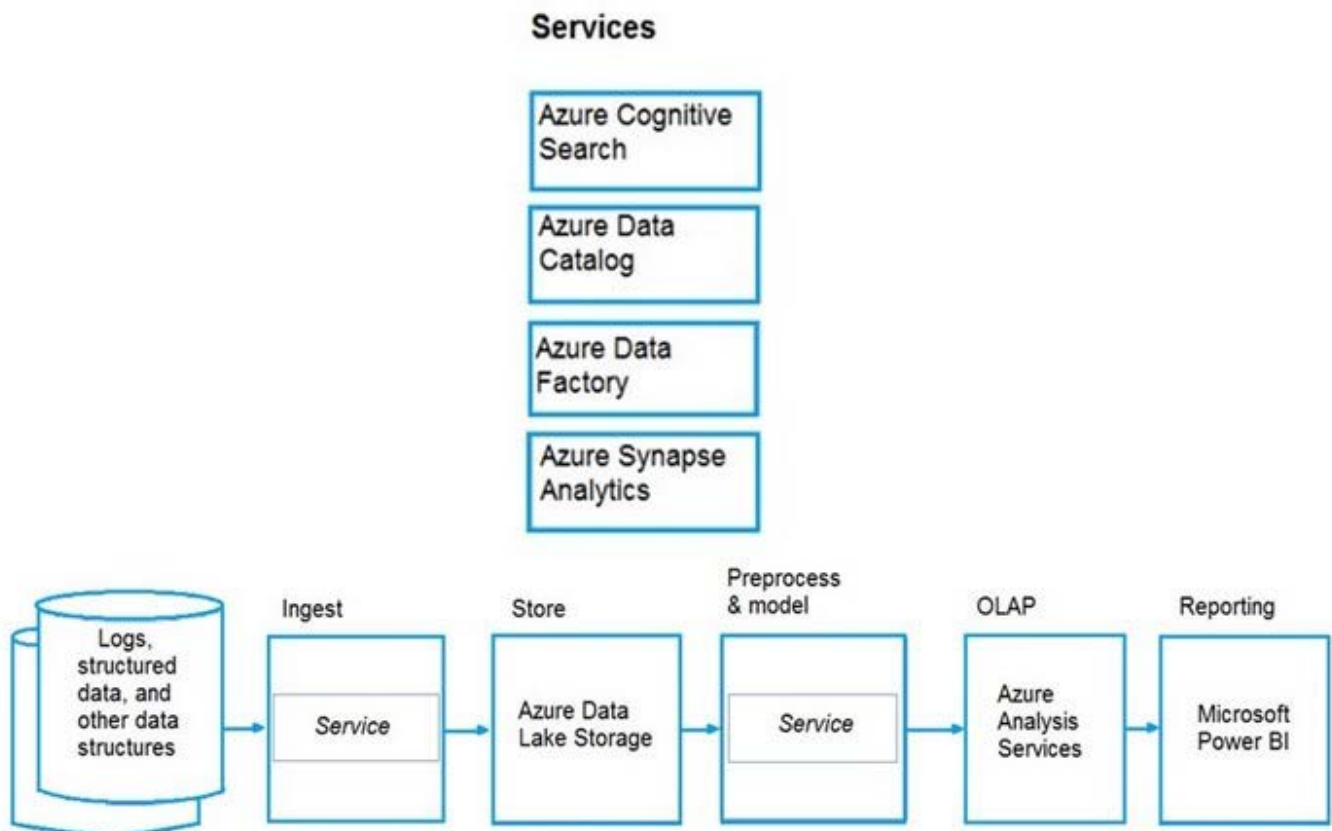 Services
Azure Cognitive
Search
Azure Data
Catalog
Azure Data
Factory
Azure Synapse
Analytics
Logs,
structured
data, and
other data
structures
Ingest
Service
Store
Azure Data
Lake Storage
Preprocess
& model
Service
OLAP
Azure
Analysis
Services
Reporting
Microsoft
Power BI